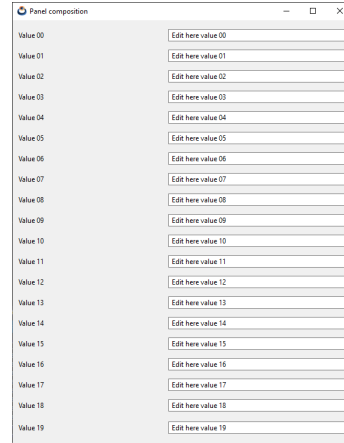 Panel composition
Value 00 Edit here value 00
Value 01 Edit here value 01
Value 02 Edit here value 02
Value 03 Edit here value 03
Value 04 Edit here value 04
Value 05 Edit here value 05
Value 06 Edit here value 06
Value 07 Edit here value 07
Value 08 Edit here value 08
Value 09 Edit here value 09
Value 10 Edit here value 10
Value 11 Edit here value 11
Value 12 Edit here value 12
Value 13 Edit here value 13
Value 14 Edit here value 14
Value 15 Edit here value 15
Value 16 Edit here value 16
Value 17 Edit here value 17
Value 18 Edit here value 18
Value 19 Edit here value 19